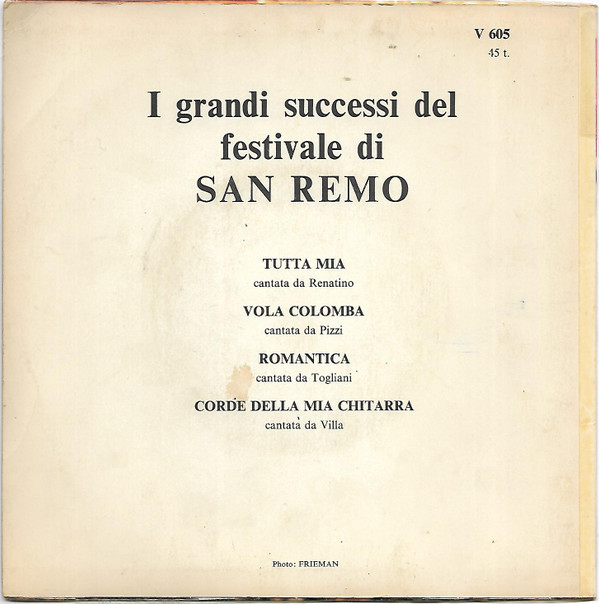 V 605
45 t.
I grandi successi del
festivale di
SAN REMO
TUTTA MIA
cantata da Renatino
VOLA COLOMBA
cantata da Pizzi
ROMANTICA
cantata da Togliani
CORDE DELLA MIA CHITARRA
cantata da Villa
Photo: FRIEMAN